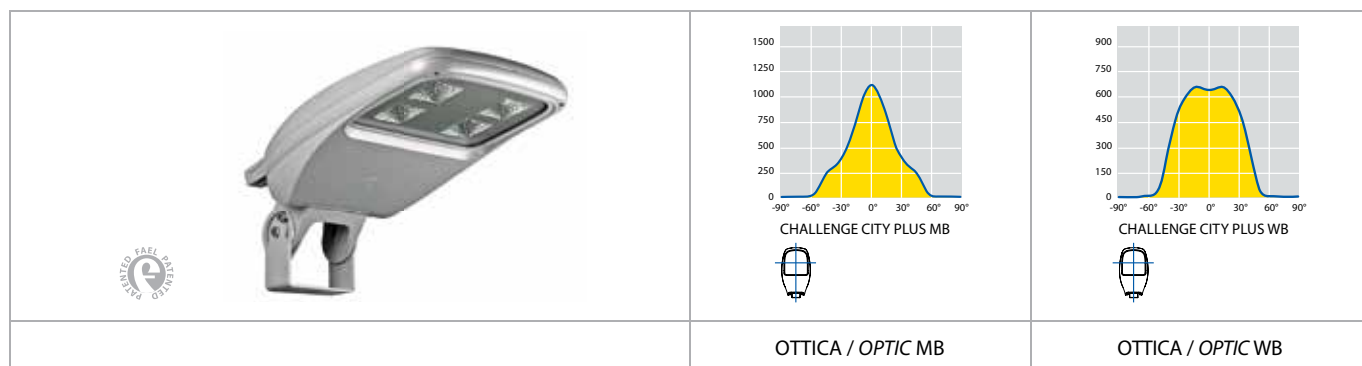 PATENTED FAEL PATENTED
1500
1250
1000
750
500
250
0
-90° -60° -30° 0° 30° 60° 90°
CHALLENGE CITY PLUS MB
900
750
600
450
300
150
0
-90° -60° -30° 0° 30° 60° 90°
CHALLENGE CITY PLUS WB
OTTICA / OPTIC MB
OTTICA / OPTIC WB